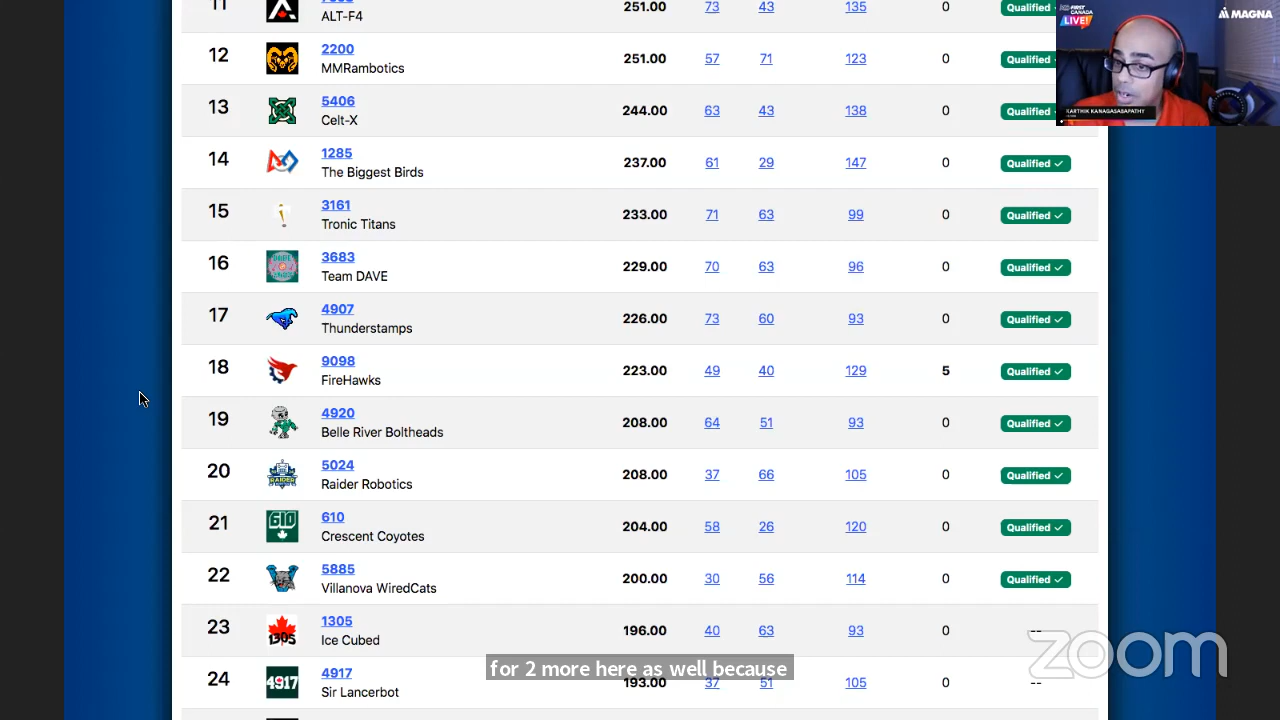 11 251.00 73 43 135 0 Qualified
ALT-F4
12 2200 251.00 57 71 123 0 Qualified
MMRambotics
13 5406 244.00 63 43 138 0 Qualified
Celt-X
14 1285 237.00 61 29 147 0 Qualified ✓
The Biggest Birds
15 3161 233.00 71 63 99 0 Qualified ✓
Tronic Titans
16 3683 229.00 70 63 96 0 Qualified ✓
Team DAVE
17 4907 226.00 73 60 93 0 Qualified ✓
Thunderstamps
18 9098 223.00 49 40 129 5 Qualified ✓
FireHawks
19 4920 208.00 64 51 93 0 Qualified ✓
Belle River Boltheads
20 5024 208.00 37 66 105 0 Qualified ✓
RAIDER
Raider Robotics
21 610 204.00 58 26 120 0 Qualified ✓
610
Crescent Coyotes
22 5885 200.00 30 56 114 0 Qualified ✓
Villanova WiredCats
23 1305 196.00 40 63 93 0 --
1305
Ice Cubed
24 4917 193.00 37 51 105 0 --
4917
Sir Lancerbot
for 2 more here as well because
FIRST
CANADA
LIVE!
MAGNA
KARTHIK KANAGASABAPATHY
zoom